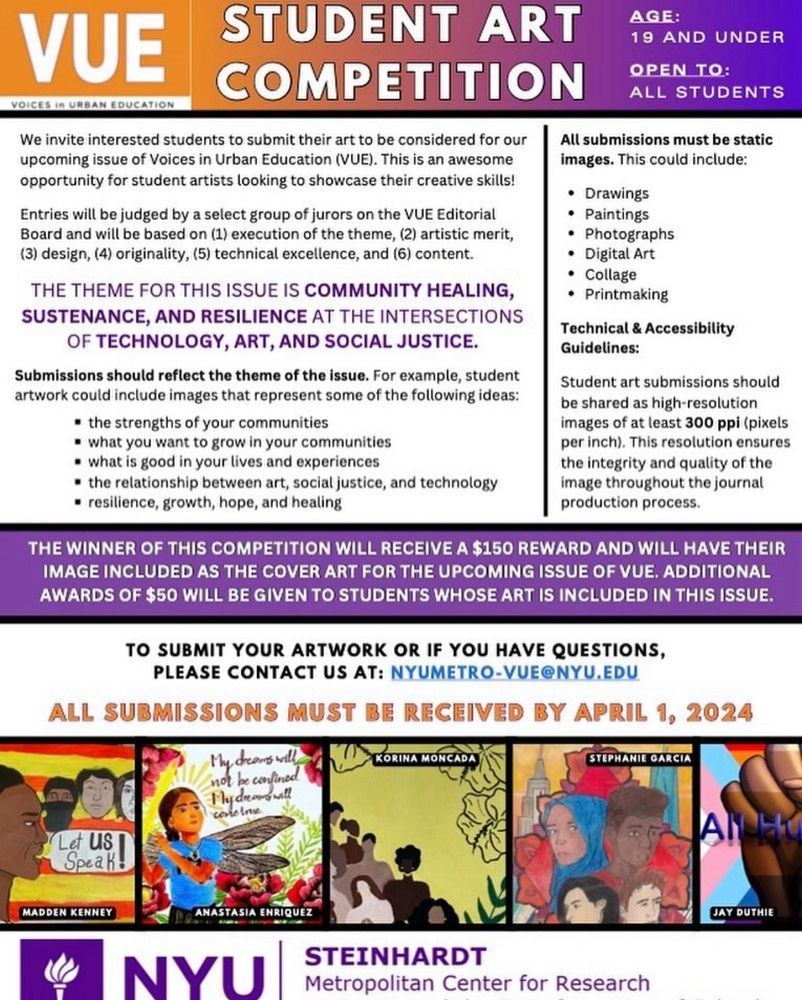 VUE
VOICES in URBAN EDUCATION
STUDENT ART
COMPETITION
AGE:
19 AND UNDER
OPEN TO:
ALL STUDENTS
We invite interested students to submit their art to be considered for our
upcoming issue of Voices in Urban Education (VUE). This is an awesome
opportunity for student artists looking to showcase their creative skills!
Entries will be judged by a select group of jurors on the VUE Editorial
Board and will be based on (1) execution of the theme, (2) artistic merit,
(3) design, (4) originality, (5) technical excellence, and (6) content.
THE THEME FOR THIS ISSUE IS COMMUNITY HEALING,
SUSTENANCE, AND RESILIENCE AT THE INTERSECTIONS
OF TECHNOLOGY, ART, AND SOCIAL JUSTICE.
Submissions should reflect the theme of the issue. For example, student
artwork could include images that represent some of the following ideas:
▪ the strengths of your communities
▪ what you want to grow in your communities
▪ what is good in your lives and experiences
▪ the relationship between art, social justice, and technology
▪ resilience, growth, hope, and healing
All submissions must be static
images. This could include:
• Drawings
• Paintings
• Photographs
• Digital Art
• Collage
• Printmaking
Technical & Accessibility
Guidelines:
Student art submissions should
be shared as high-resolution
images of at least 300 ppi (pixels
per inch). This resolution ensures
the integrity and quality of the
image throughout the journal
production process.
THE WINNER OF THIS COMPETITION WILL RECEIVE A $150 REWARD AND WILL HAVE THEIR
IMAGE INCLUDED AS THE COVER ART FOR THE UPCOMING ISSUE OF VUE. ADDITIONAL
AWARDS OF $50 WILL BE GIVEN TO STUDENTS WHOSE ART IS INCLUDED IN THIS ISSUE.
TO SUBMIT YOUR ARTWORK OR IF YOU HAVE QUESTIONS,
PLEASE CONTACT US AT: NYUMETRO-VUE@NYU.EDU
ALL SUBMISSIONS MUST BE RECEIVED BY APRIL 1, 2024
Let US
Speak!
MADDEN KENNEY
My dreams will
not be confined
My dreams will
come true
ANASTASIA ENRIQUEZ
KORINA MONCADA
STEPHANIE GARCIA
All Hu
JAY DUTHIE
NYU
STEINHARDT
Metropolitan Center for Research